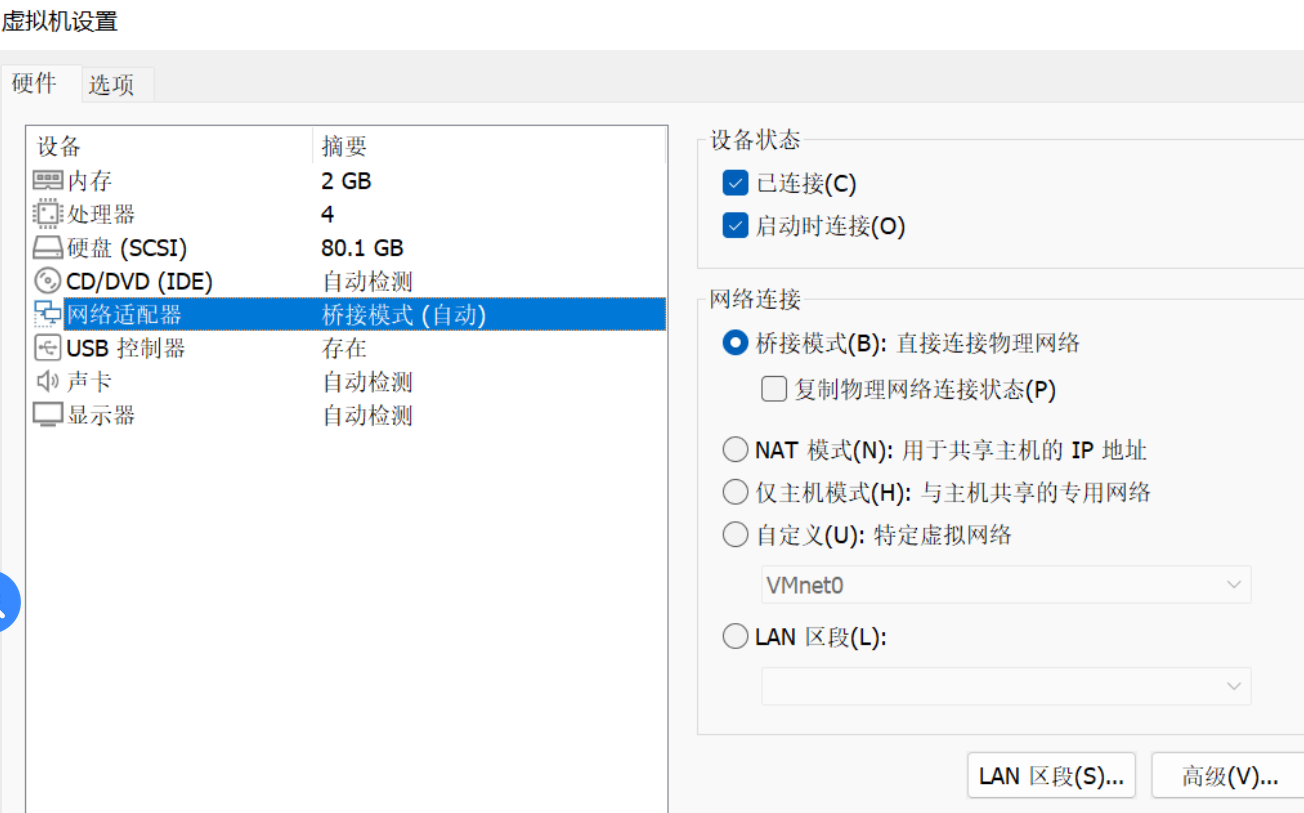 虚拟机设置
硬件 选项
设备 摘要
内存 2 GB
处理器 4
硬盘 (SCSI) 80.1 GB
CD/DVD (IDE) 自动检测
网络适配器 桥接模式 (自动)
USB 控制器 存在
声卡 自动检测
显示器 自动检测
设备状态
已连接(C)
启动时连接(O)
网络连接
桥接模式(B): 直接连接物理网络
复制物理网络连接状态(P)
NAT 模式(N): 用于共享主机的 IP 地址
仅主机模式(H): 与主机共享的专用网络
自定义(U): 特定虚拟网络
VMnet0
LAN 区段(L):
LAN 区段(S)... 高级(V)...